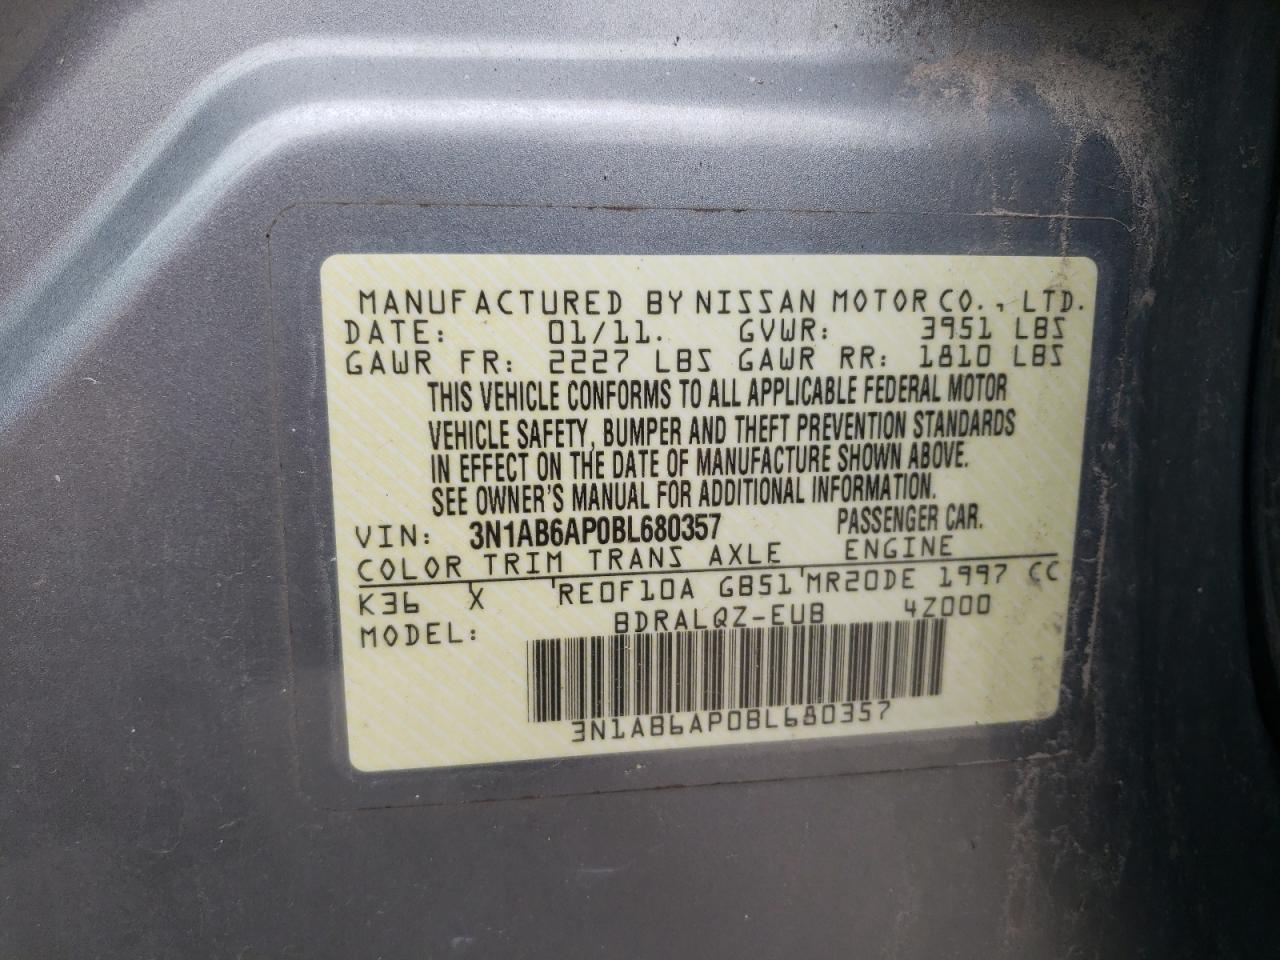 MANUFACTURED BY NISSAN MOTOR CO., LTD.
DATE: 01/11. GVWR: 3951 LBS
GAWR FR: 2227 LBS GAWR RR: 1810 LBS
THIS VEHICLE CONFORMS TO ALL APPLICABLE FEDERAL MOTOR
VEHICLE SAFETY, BUMPER AND THEFT PREVENTION STANDARDS
IN EFFECT ON THE DATE OF MANUFACTURE SHOWN ABOVE.
SEE OWNER'S MANUAL FOR ADDITIONAL INFORMATION.
VIN: 3N1AB6AP0BL680357 PASSENGER CAR.
COLOR TRIM TRANS AXLE ENGINE
K36 X RE0F10A GB51 MR20DE 1997 CC
MODEL: BDRALQZ-EUB 4Z000
3N1AB6AP0BL680357